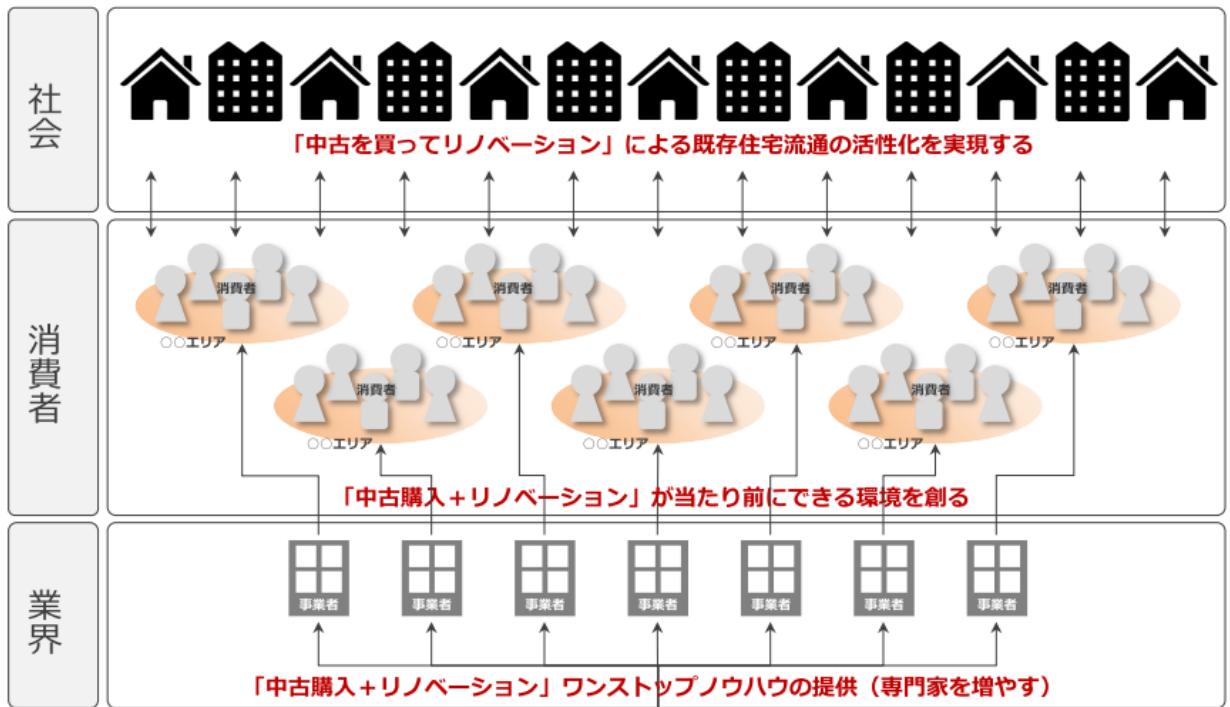 社会
「中古を買ってリノベーション」による既存住宅流通の活性化を実現する
消費者
消費者
消費者
消費者
消費者
○○エリア
○○エリア
○○エリア
○○エリア
消費者
消費者
消費者
○○エリア
○○エリア
○○エリア
「中古購入+リノベーション」が当たり前にできる環境を創る
業界
事業者
事業者
事業者
事業者
事業者
事業者
事業者
「中古購入+リノベーション」ワンストップノウハウの提供(専門家を増やす)